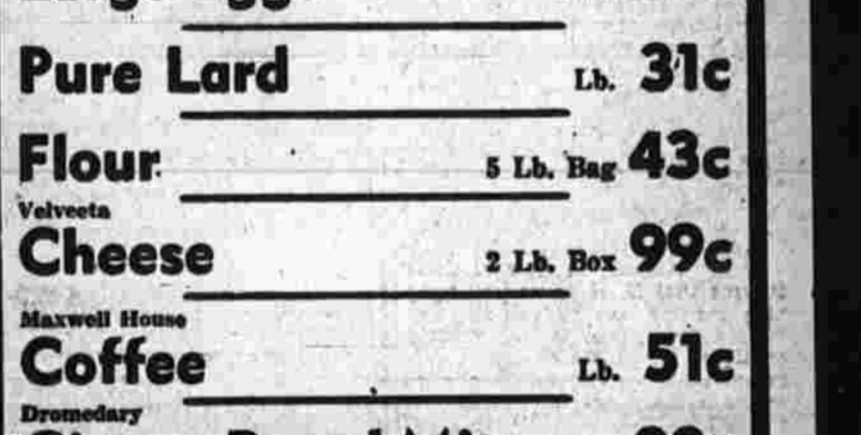 Pure Lard Lb. 31c
Flour 5 Lb. Bag 43c
Velveeta
Cheese 2 Lb. Box 99c
Maxwell House
Coffee Lb. 51c
Dromedary